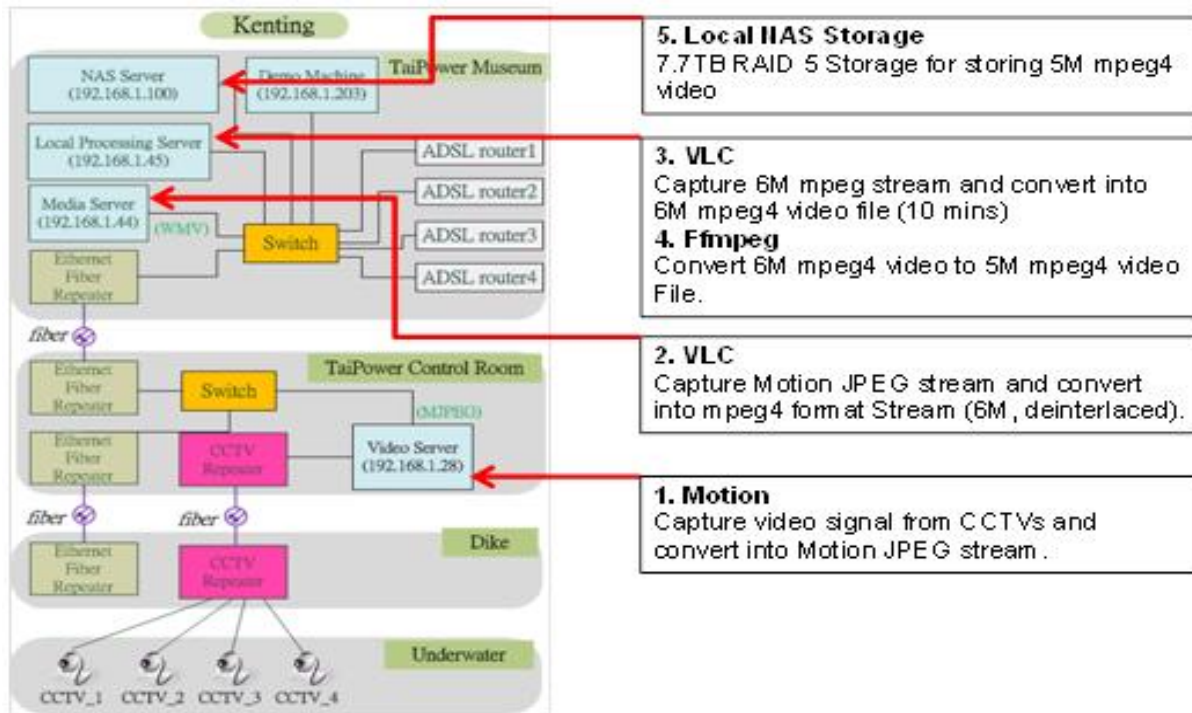 Kenting
TaiPower Museum
NAS Server
(192.168.1.100)
Demo Machine
(192.168.1.203)
Local Processing Server
(192.168.1.45)
Media Server
(192.168.1.44)
(WMV)
Switch
ADSL router1
ADSL router2
ADSL router3
ADSL router4
Ethernet
Fiber
Repeater
fiber
TaiPower Control Room
Ethernet
Fiber
Repeater
Switch
(MJPEG)
Ethernet
Fiber
Repeater
CCTV
Repeater
Video Server
(192.168.1.28)
fiber
fiber
Dike
Ethernet
Fiber
Repeater
CCTV
Repeater
Underwater
CCTV_1
CCTV_2
CCTV_3
CCTV_4
5. Local NAS Storage
7.7TB RAID 5 Storage for storing 5M mpeg4
video
3. VLC
Capture 6M mpeg stream and convert into
6M mpeg4 video file (10 mins)
4. Ffmpeg
Convert 6M mpeg4 video to 5M mpeg4 video
File.
2. VLC
Capture Motion JPEG stream and convert
into mpeg4 format Stream (6M, deinterlaced).
1. Motion
Capture video signal from CCTVs and
convert into Motion JPEG stream.